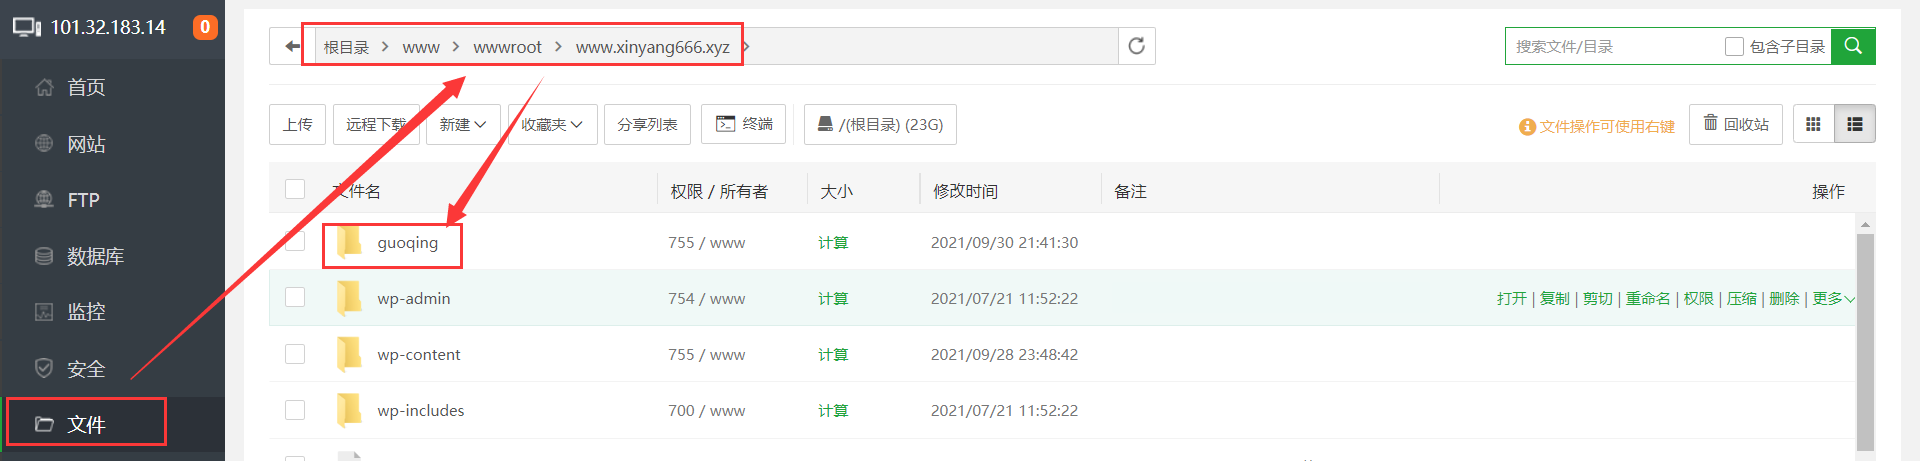 101.32.183.14 0
首页
网站
FTP
数据库
监控
安全
文件
根目录 > www > wwwroot > www.xinyang666.xyz >
搜索文件/目录 包含子目录
上传 远程下载 新建 收藏夹 分享列表 终端 /(根目录) (23G) 文件操作可使用右键 回收站
文件名 权限 / 所有者 大小 修改时间 备注 操作
guoqing 755 / www 计算 2021/09/30 21:41:30
wp-admin 754 / www 计算 2021/07/21 11:52:22 打开 | 复制 | 剪切 | 重命名 | 权限 | 压缩 | 删除 | 更多
wp-content 755 / www 计算 2021/09/28 23:48:42
wp-includes 700 / www 计算 2021/07/21 11:52:22